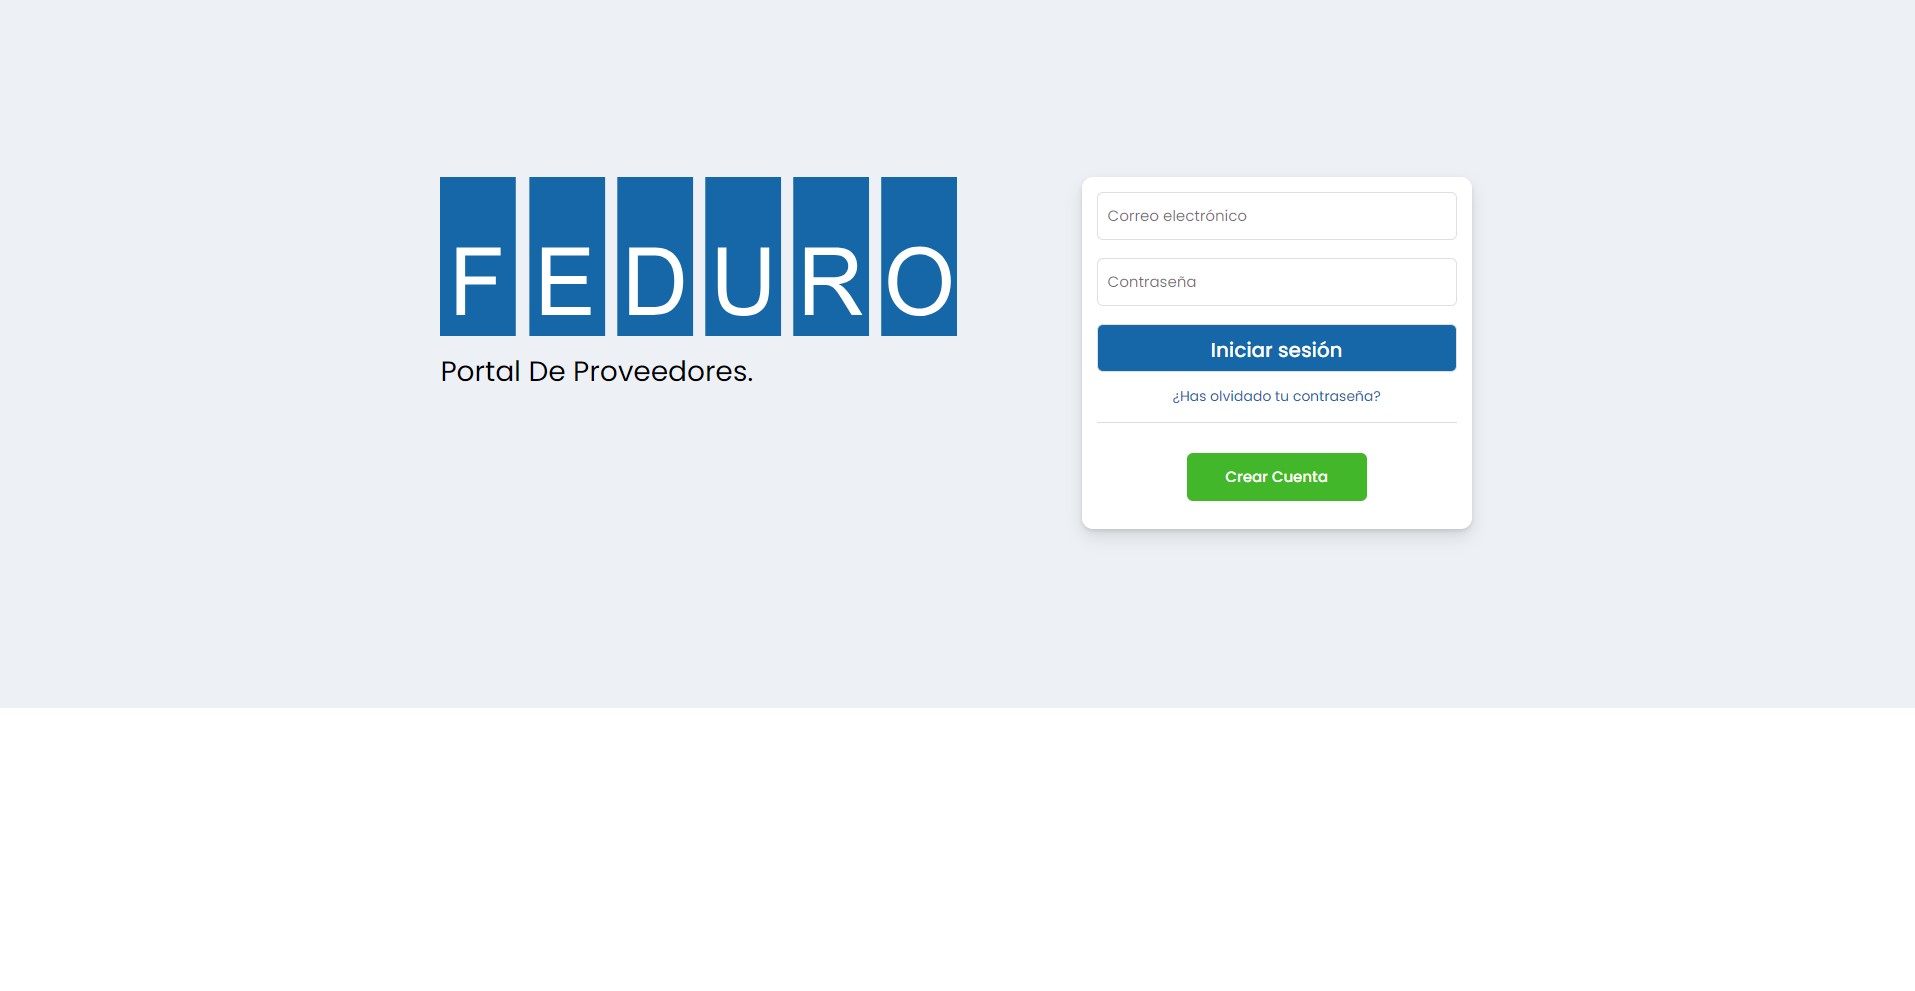 FEDURO
Portal De Proveedores.
Correo electrónico
Contraseña
Iniciar sesión
¿Has olvidado tu contraseña?
Crear Cuenta